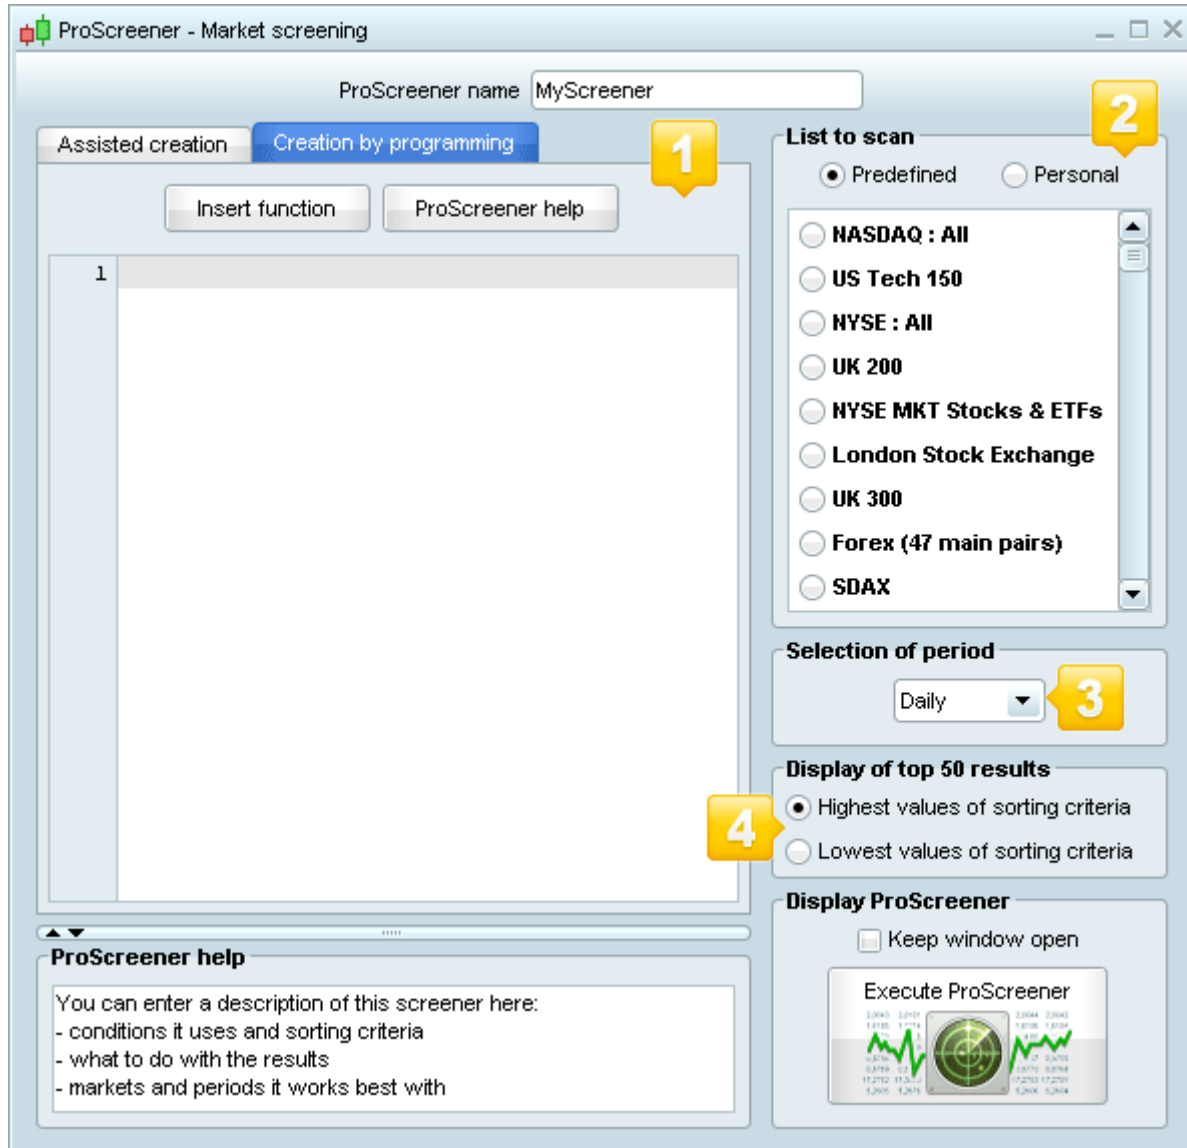 ProScreener - Market screening
ProScreener name MyScreener
Assisted creation Creation by programming
1
Insert function ProScreener help
1
List to scan
2
Predefined Personal
NASDAQ : All
US Tech 150
NYSE : All
UK 200
NYSE MKT Stocks & ETFs
London Stock Exchange
UK 300
Forex (47 main pairs)
SDAX
Selection of period
Daily
3
Display of top 50 results
4
Highest values of sorting criteria
Lowest values of sorting criteria
Display ProScreener
Keep window open
Execute ProScreener
ProScreener help
You can enter a description of this screener here:
- conditions it uses and sorting criteria
- what to do with the results
- markets and periods it works best with